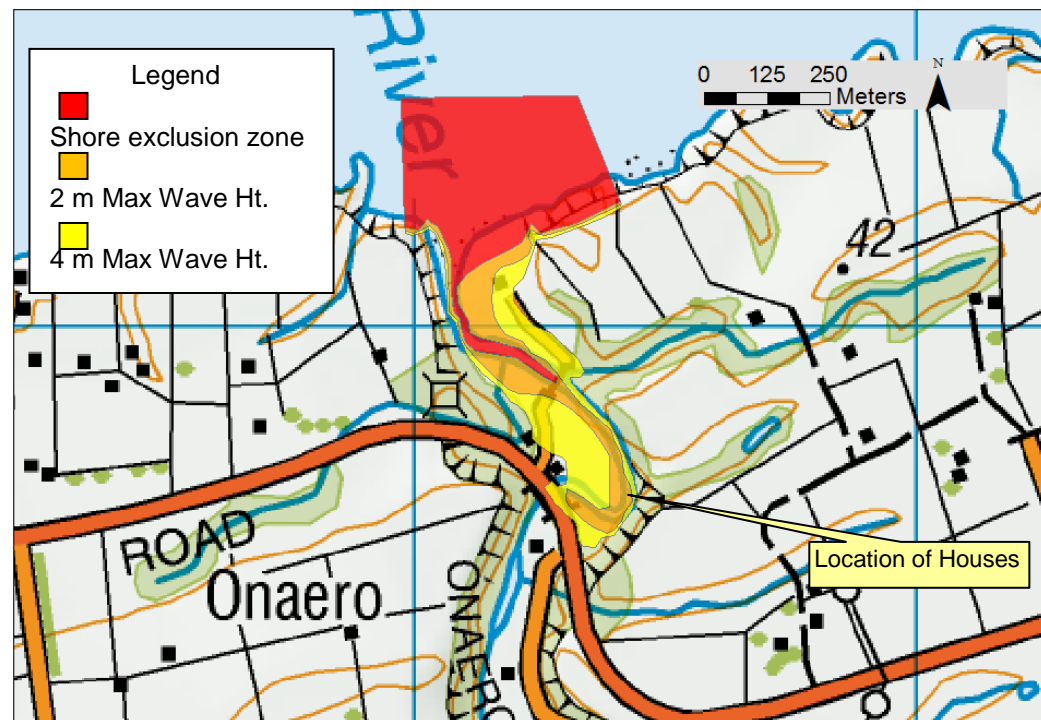 Legend
Shore exclusion zone
2 m Max Wave Ht.
4 m Max Wave Ht.
River
0 125 250
Meters
N
42
Location of Houses
ROAD
Onaero
ONAERO